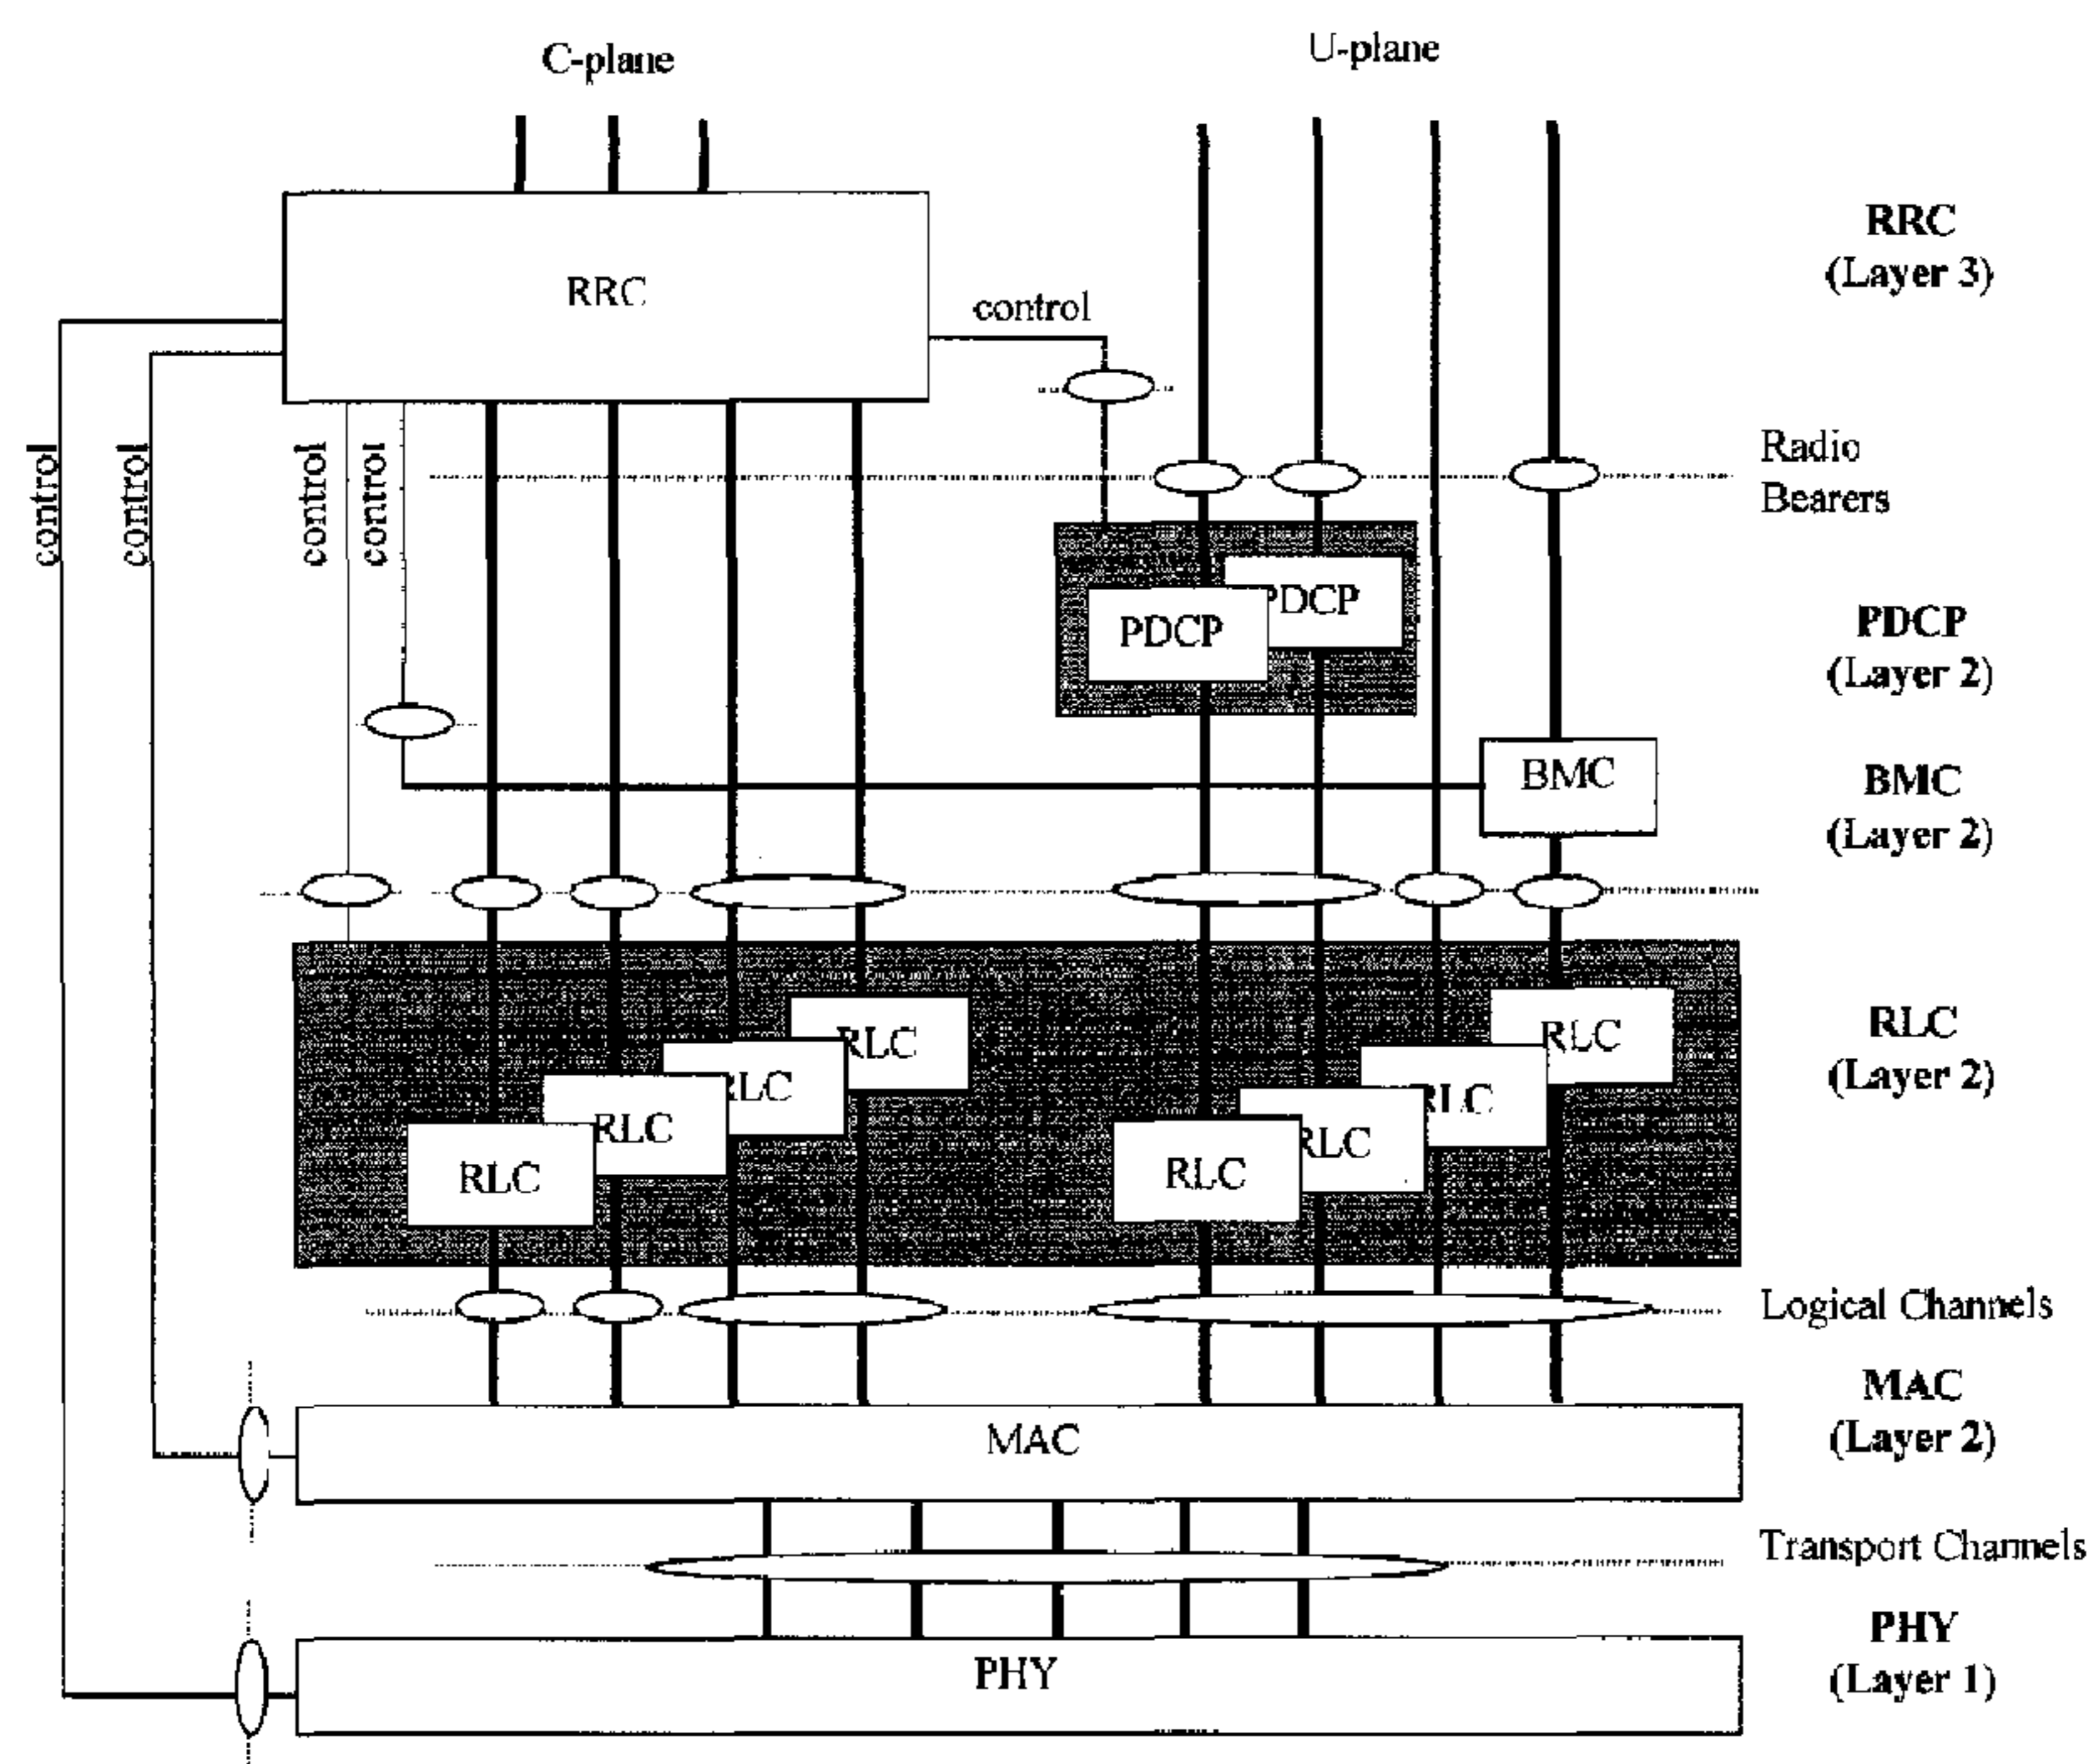 C-plane
U-plane
RRC
RRC
(Layer 3)
control
control
control
control
control
Radio
Bearers
PDCP
PDCP
PDCP
(Layer 2)
BMC
BMC
(Layer 2)
RLC
RLC
RLC
RLC
RLC
RLC
RLC
RLC
RLC
(Layer 2)
Logical Channels
MAC
MAC
(Layer 2)
Transport Channels
PHY
PHY
(Layer 1)